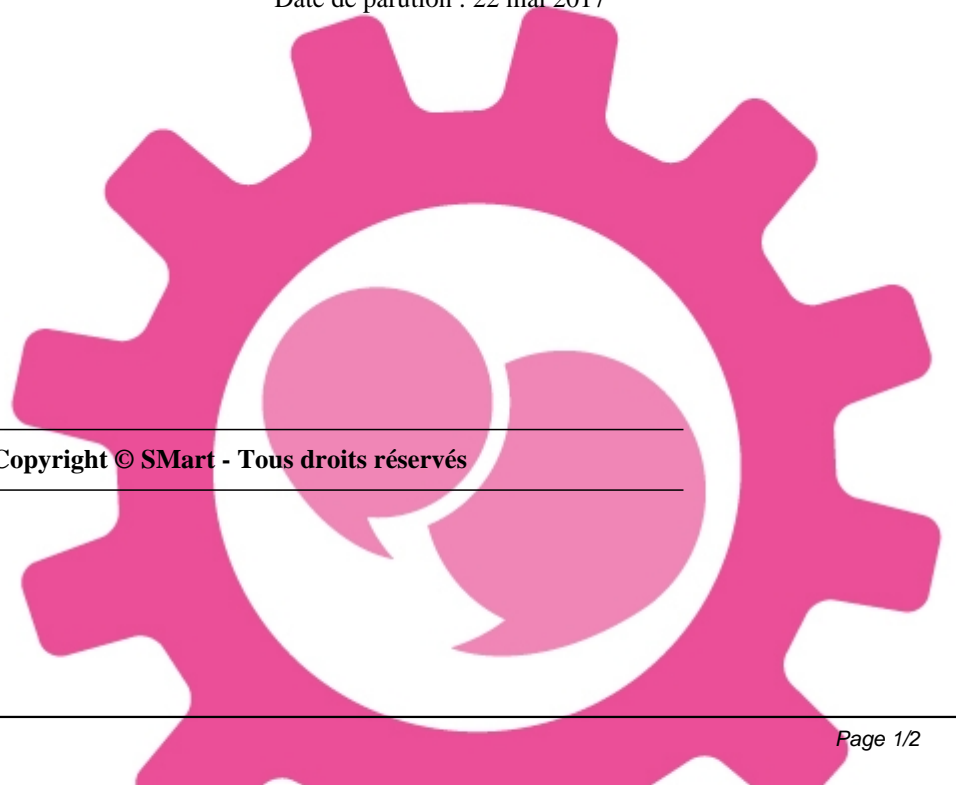 Date de parution : 22 mai 2017
Copyright © SMart - Tous droits réservés
Page 1/2